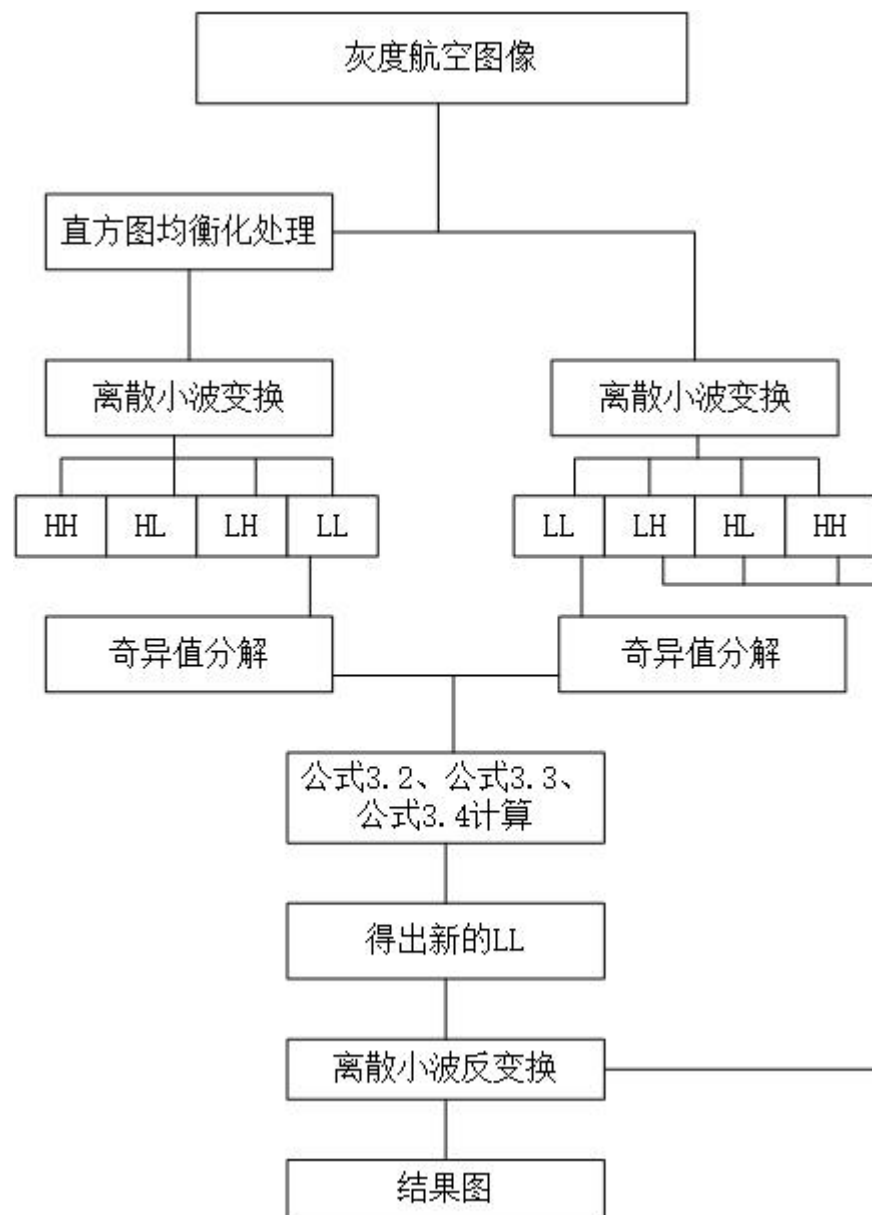 灰度航空图像
直方图均衡化处理
离散小波变换
离散小波变换
HH
HL
LH
LL
LL
LH
HL
HH
奇异值分解
奇异值分解
公式3.2、公式3.3、
公式3.4计算
得出新的LL
离散小波反变换
结果图